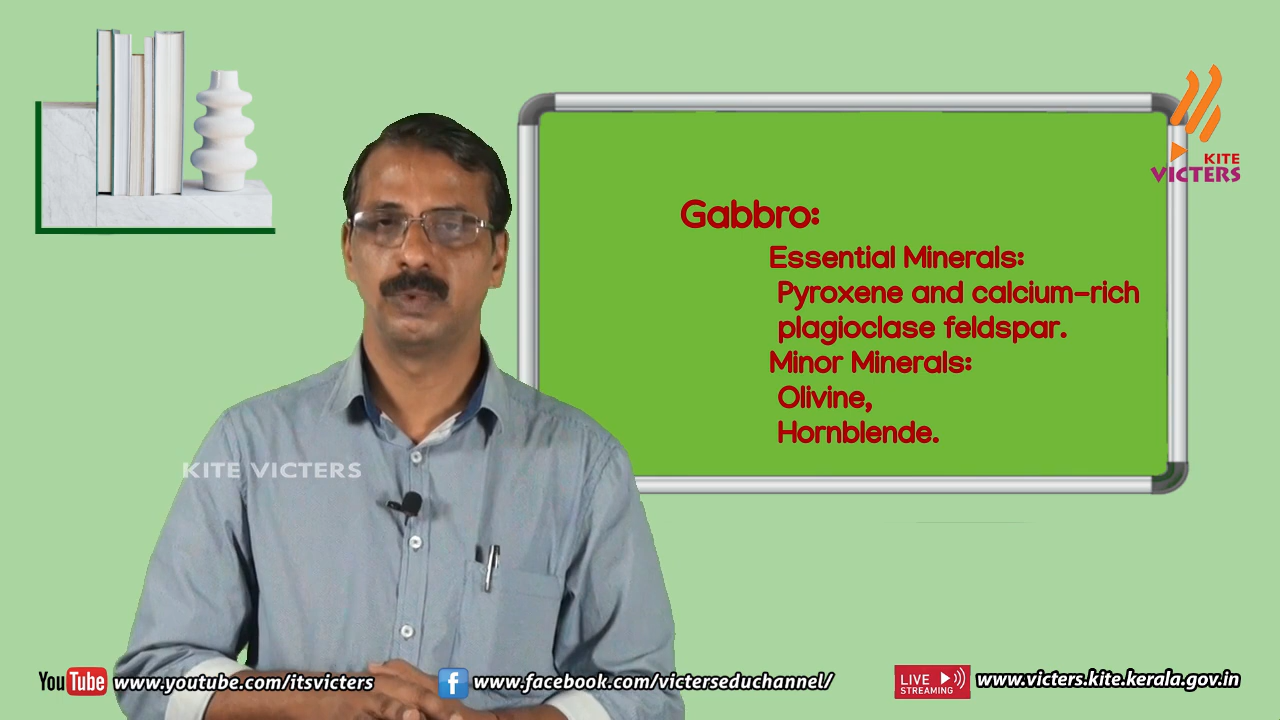 KITE
VICTERS
Gabbro:
Essential Minerals:
Pyroxene and calcium-rich
plagioclase feldspar.
Minor Minerals:
Olivine,
Hornblende.
KITE VICTERS
YouTube www.youtube.com/itsvicters
f www.facebook.com/victerseduchannel/
LIVE
STREAMING
www.victers.kite.kerala.gov.in